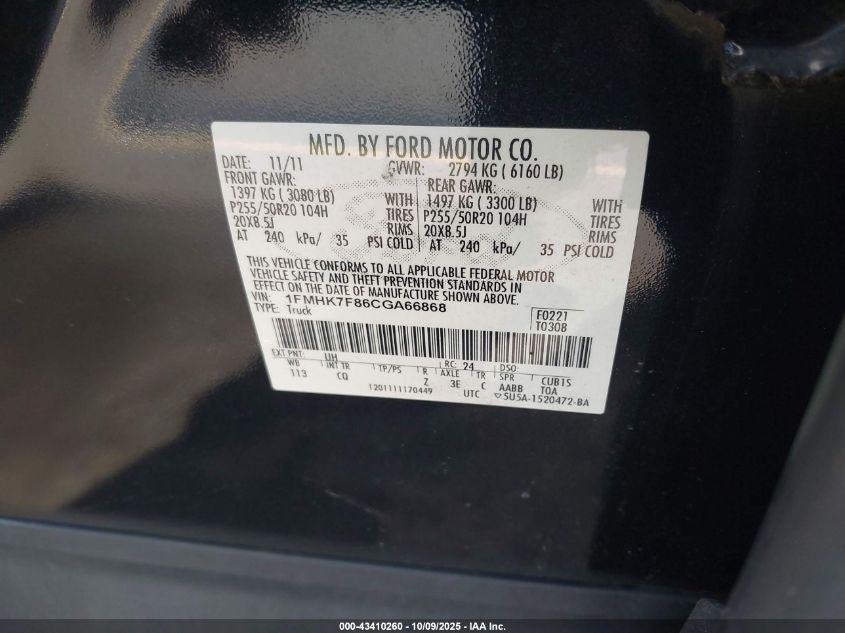 MFD. BY FORD MOTOR CO.
DATE: 11/11 GVWR: 2794 KG ( 6160 LB)
FRONT GAWR: REAR GAWR:
1397 KG ( 3080 LB) WITH 1497 KG ( 3300 LB) WITH
P255/50R20 104H TIRES P255/50R20 104H TIRES
20X8.5J RIMS 20X8.5J RIMS
AT 240 kPa/ 35 PSI COLD AT 240 kPa/ 35 PSI COLD
THIS VEHICLE CONFORMS TO ALL APPLICABLE FEDERAL MOTOR
VEHICLE SAFETY AND THEFT PREVENTION STANDARDS IN
EFFECT ON THE DATE OF MANUFACTURE SHOWN ABOVE.
VIN: 1FMHK7F86CGA66868 F0221
TYPE: Truck T0308
EXT PNT: UH RC: 24 DSO:
WB INT TR TP/PS R AXLE TR SPR CUB1S
113 CQ Z 3E C AABB TOA
1201111170449 UTC ▽5U5A-1520472-BA
000-43410260 - 10/09/2025 - IAA Inc.